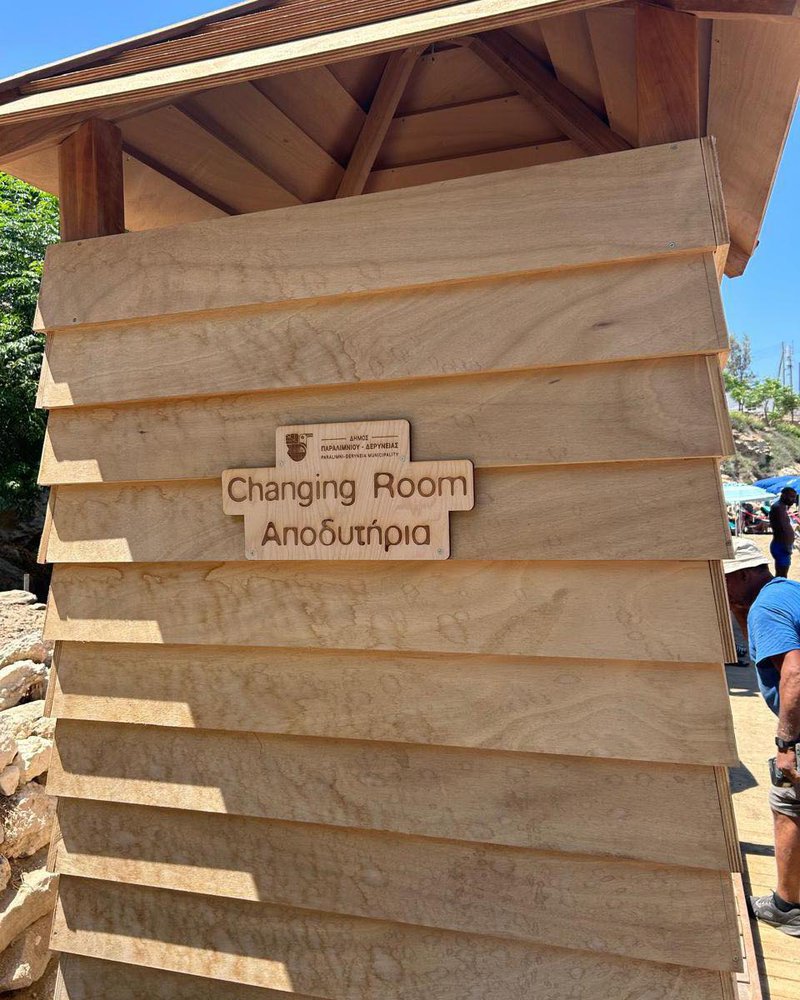 ΔΗΜΟΣ
ΠΑΡΑΛΙΜΝΙΟΥ - ΔΕΡΥΝΕΙΑΣ
PARALIMNI-DERYNEIA MUNICIPALITY
Changing Room
Αποδυτήρια